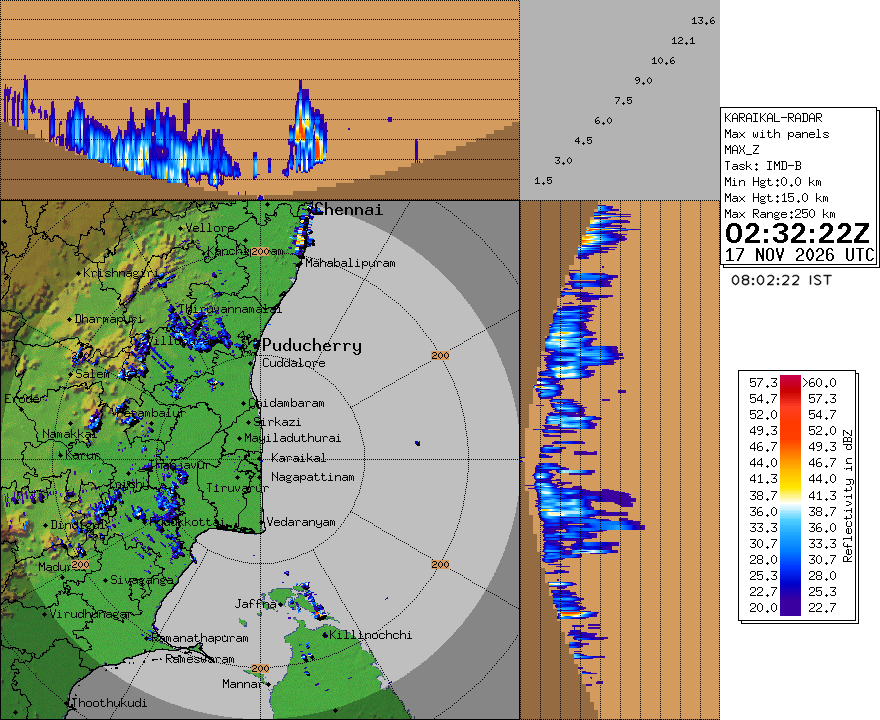 13.6
12.1
10.6
9.0
7.5
6.0
4.5
3.0
1.5
KARAIKAL-RADAR
Max with panels
MAX_Z
Task: IMD-B
Min Hgt:0.0 km
Max Hgt:15.0 km
Max Range:250 km
02:32:22Z
17 NOV 2026 UTC
08:02:22 IST
Chennai
Vellore
200
Mahabalipuram
Krishnagiri
Thiruvannamalai
Dharmapuri
Puducherry
200
Cuddalore
Salem
Chidambaram
Sirkazi
Namakkal
Mayiladuthurai
Karur
Karaikal
Nagapattinam
Tiruvarur
Vedaranyam
200
200
Sivaganga
Jaffna
Virudhunagar
Ramanathapuram
Killinochchi
Rameswaram
200
Mannar
Thoothukudi
57.3 >60.0
54.7 57.3
52.0 54.7
49.3 52.0
46.7 49.3
44.0 46.7
41.3 44.0
38.7 41.3
36.0 38.7
33.3 36.0
30.7 33.3
28.0 30.7
25.3 28.0
22.7 25.3
20.0 22.7
Reflectivity in dBZ